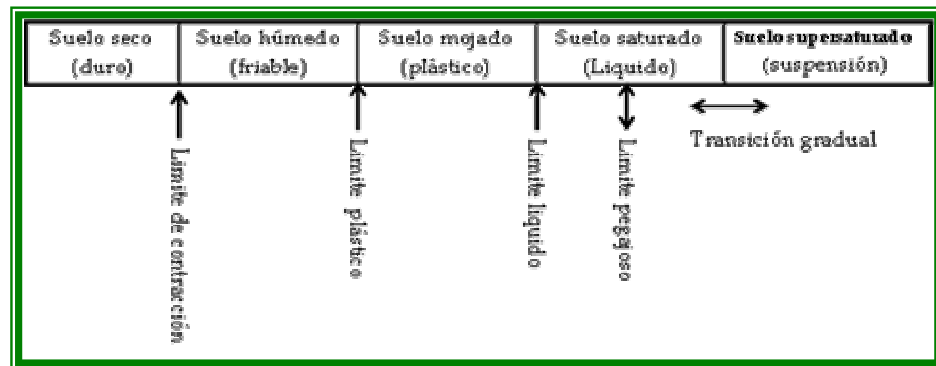 Suelo seco
(duro)
Suelo húmedo
(friable)
Suelo mojado
(plástico)
Suelo saturado
(Líquido)
Suelo supersaturado
(suspensión)
Limite de contracción
Limite plástico
Limite liquido
Limite pegajoso
Transición gradual